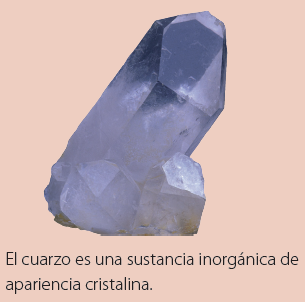 El cuarzo es una sustancia inorgánica de
apariencia cristalina.